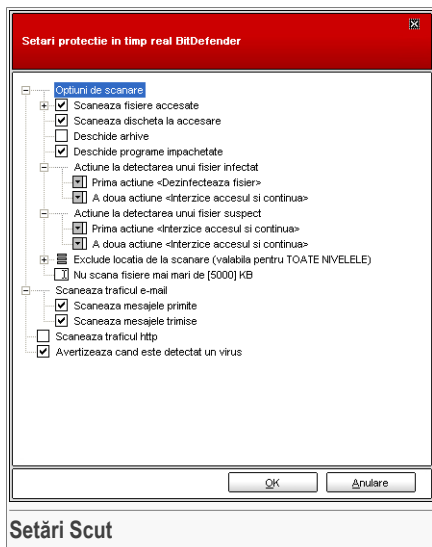 Setari protectie in timp real BitDefender
Optiuni de scanare
Scaneaza fisiere accesate
Scaneaza discheta la accesare
Deschide arhive
Deschide programe impachetate
Actiune la detectarea unui fisier infectat
Prima actiune <Dezinfecteaza fisier>
A doua actiune <Interzice accesul si continua>
Actiune la detectarea unui fisier suspect
Prima actiune <Interzice accesul si continua>
A doua actiune <Interzice accesul si continua>
Exclude locatia de la scanare (valabila pentru TOATE NIVELELE)
Nu scana fisiere mai mari de [5000] KB
Scaneaza traficul e-mail
Scaneaza mesajele primite
Scaneaza mesajele trimise
Scaneaza traficul http
Avertizeaza cand este detectat un virus
OK Anulare
Setări Scut